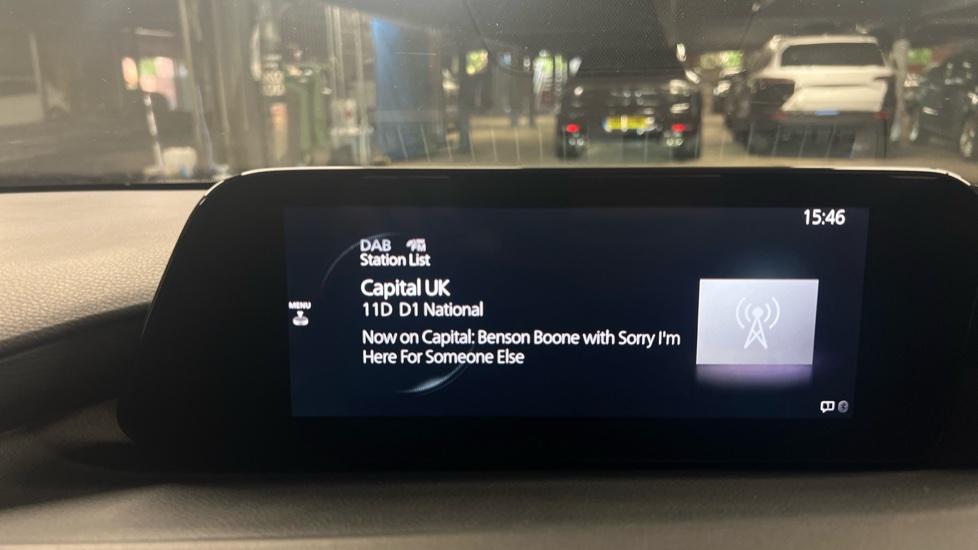 15:46
DAB FM
Station List
Capital UK
MENU
11D D1 National
Now on Capital: Benson Boone with Sorry I'm
Here For Someone Else